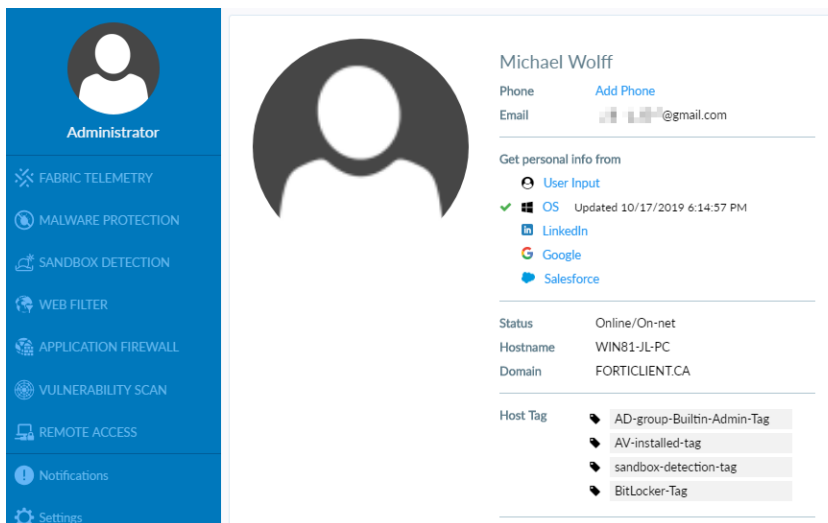 Administrator
FABRIC TELEMETRY
MALWARE PROTECTION
SANDBOX DETECTION
WEB FILTER
APPLICATION FIREWALL
VULNERABILITY SCAN
REMOTE ACCESS
Notifications
Settings
Michael Wolff
Phone Add Phone
Email @gmail.com
Get personal info from
User Input
OS Updated 10/17/2019 6:14:57 PM
LinkedIn
Google
Salesforce
Status Online/On-net
Hostname WIN81-JL-PC
Domain FORTICLIENT.CA
Host Tag AD-group-Builtin-Admin-Tag
AV-installed-tag
sandbox-detection-tag
BitLocker-Tag